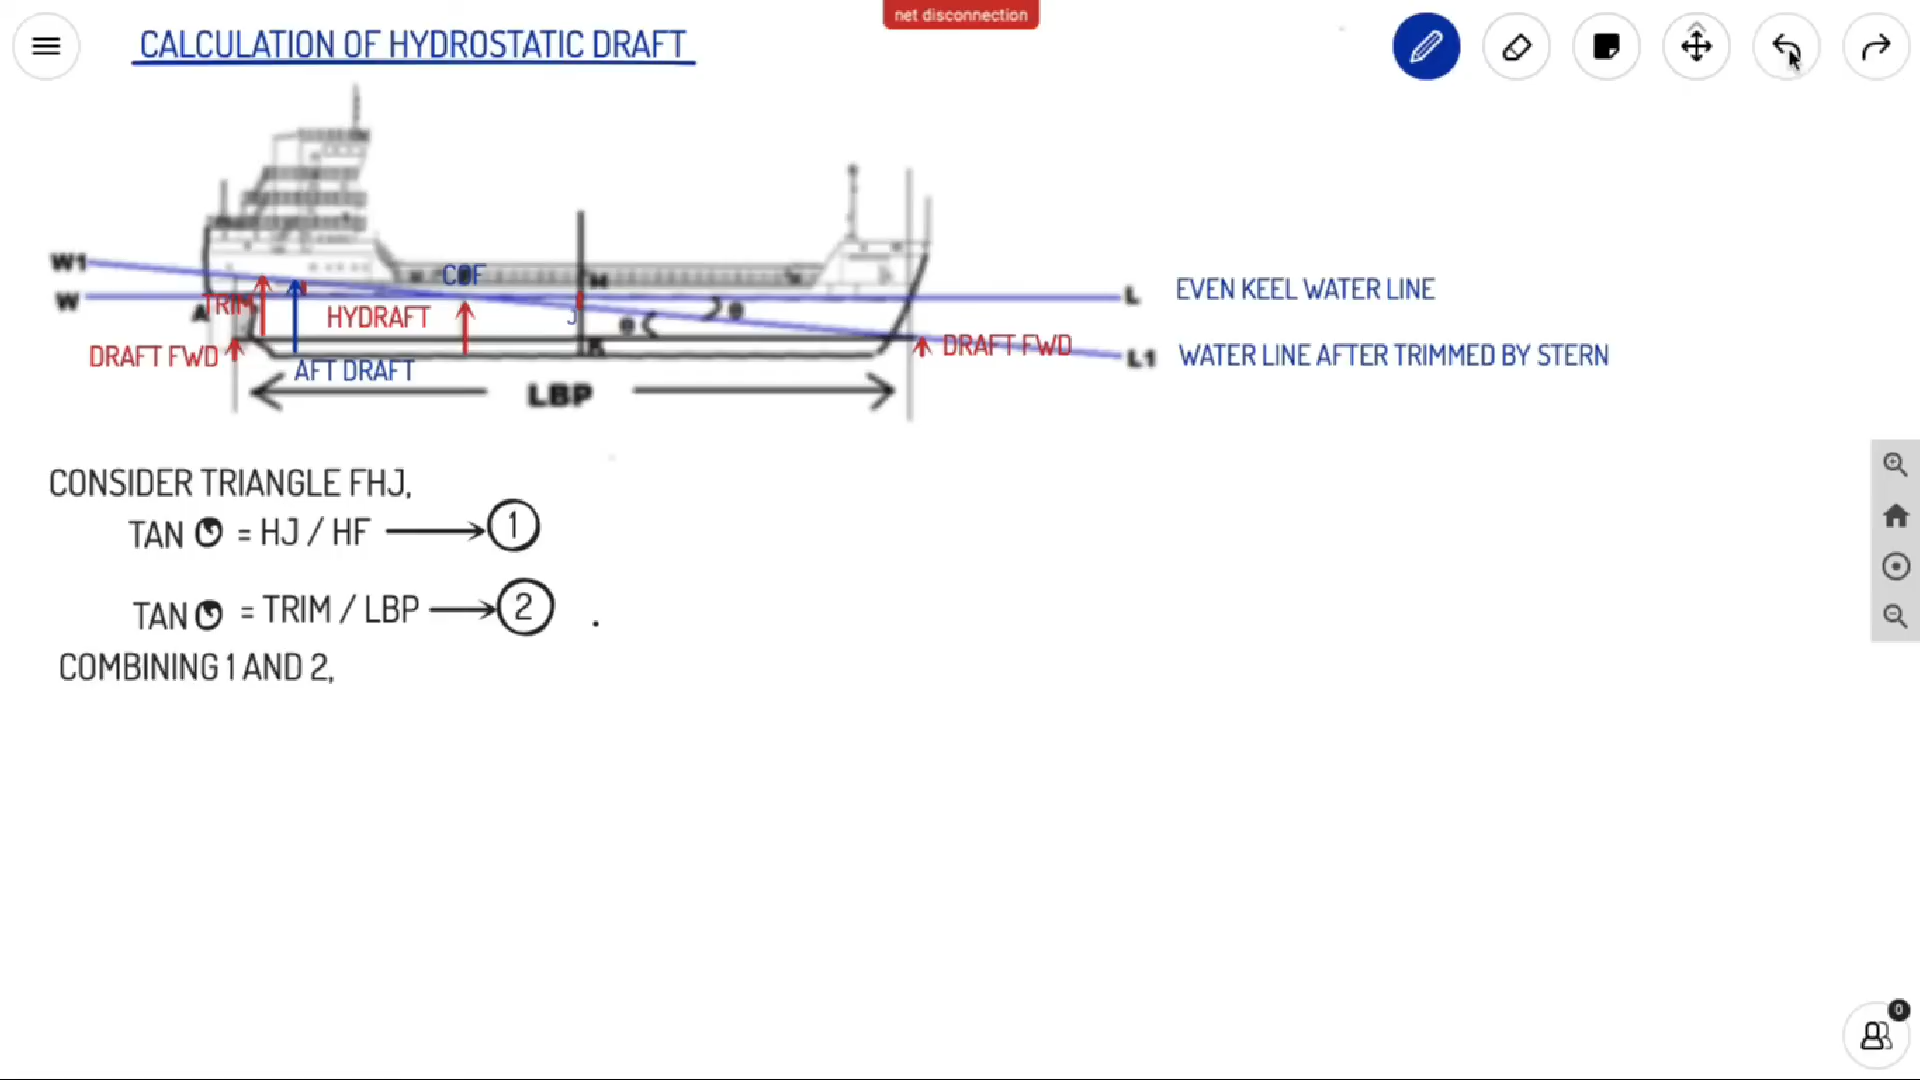 net disconnection
CALCULATION OF HYDROSTATIC DRAFT
W1
COF
H
W
L EVEN KEEL WATER LINE
A TRIM
HYDRAFT
J
θ
θ
K
DRAFT FWD
DRAFT FWD
L1 WATER LINE AFTER TRIMMED BY STERN
AFT DRAFT
LBP
CONSIDER TRIANGLE FHJ,
TAN Θ = HJ / HF → 1
TAN Θ = TRIM / LBP → 2 .
COMBINING 1 AND 2,
0